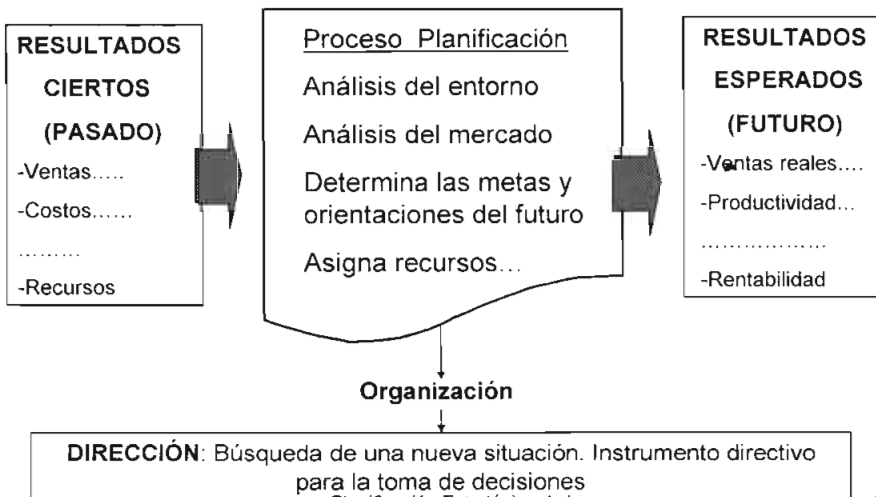 RESULTADOS
CIERTOS
(PASADO)
-Ventas…..
-Costos……
………
-Recursos
Proceso Planificación
Análisis del entorno
Análisis del mercado
Determina las metas y
orientaciones del futuro
Asigna recursos…
RESULTADOS
ESPERADOS
(FUTURO)
-Ventas reales….
-Productividad…
………………
-Rentabilidad
Organización
DIRECCIÓN: Búsqueda de una nueva situación. Instrumento directivo
para la toma de decisiones